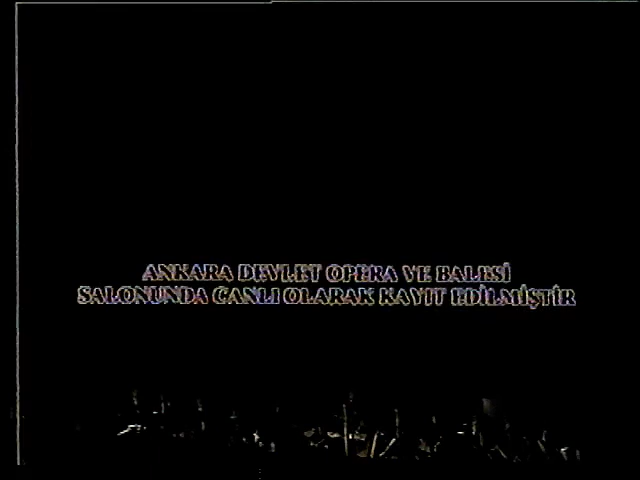 ANKARA DEVLET OPERA VE BALESİ
SALONUNDA CANLI OLARAK KAYIT EDİLMİŞTİR